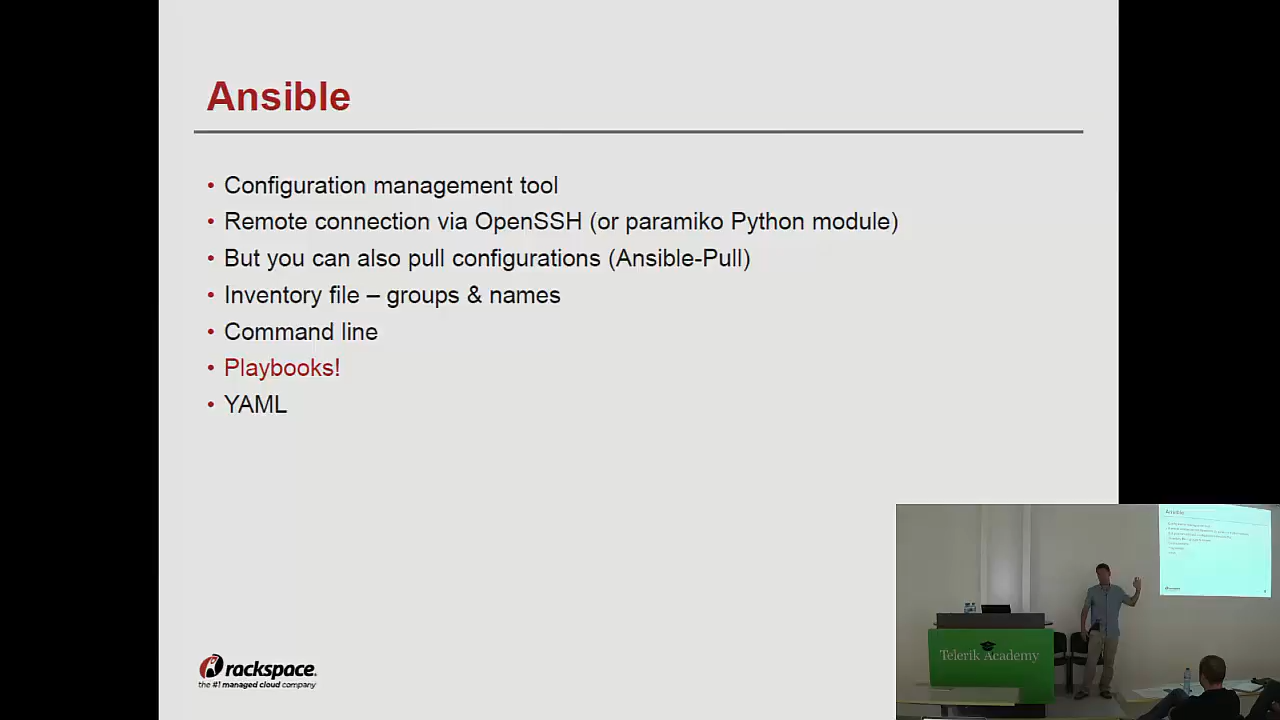 Ansible
• Configuration management tool
• Remote connection via OpenSSH (or paramiko Python module)
• But you can also pull configurations (Ansible-Pull)
• Inventory file – groups & names
• Command line
• Playbooks!
• YAML
rackspace.
the #1 managed cloud company
Ansible
Telerik Academy